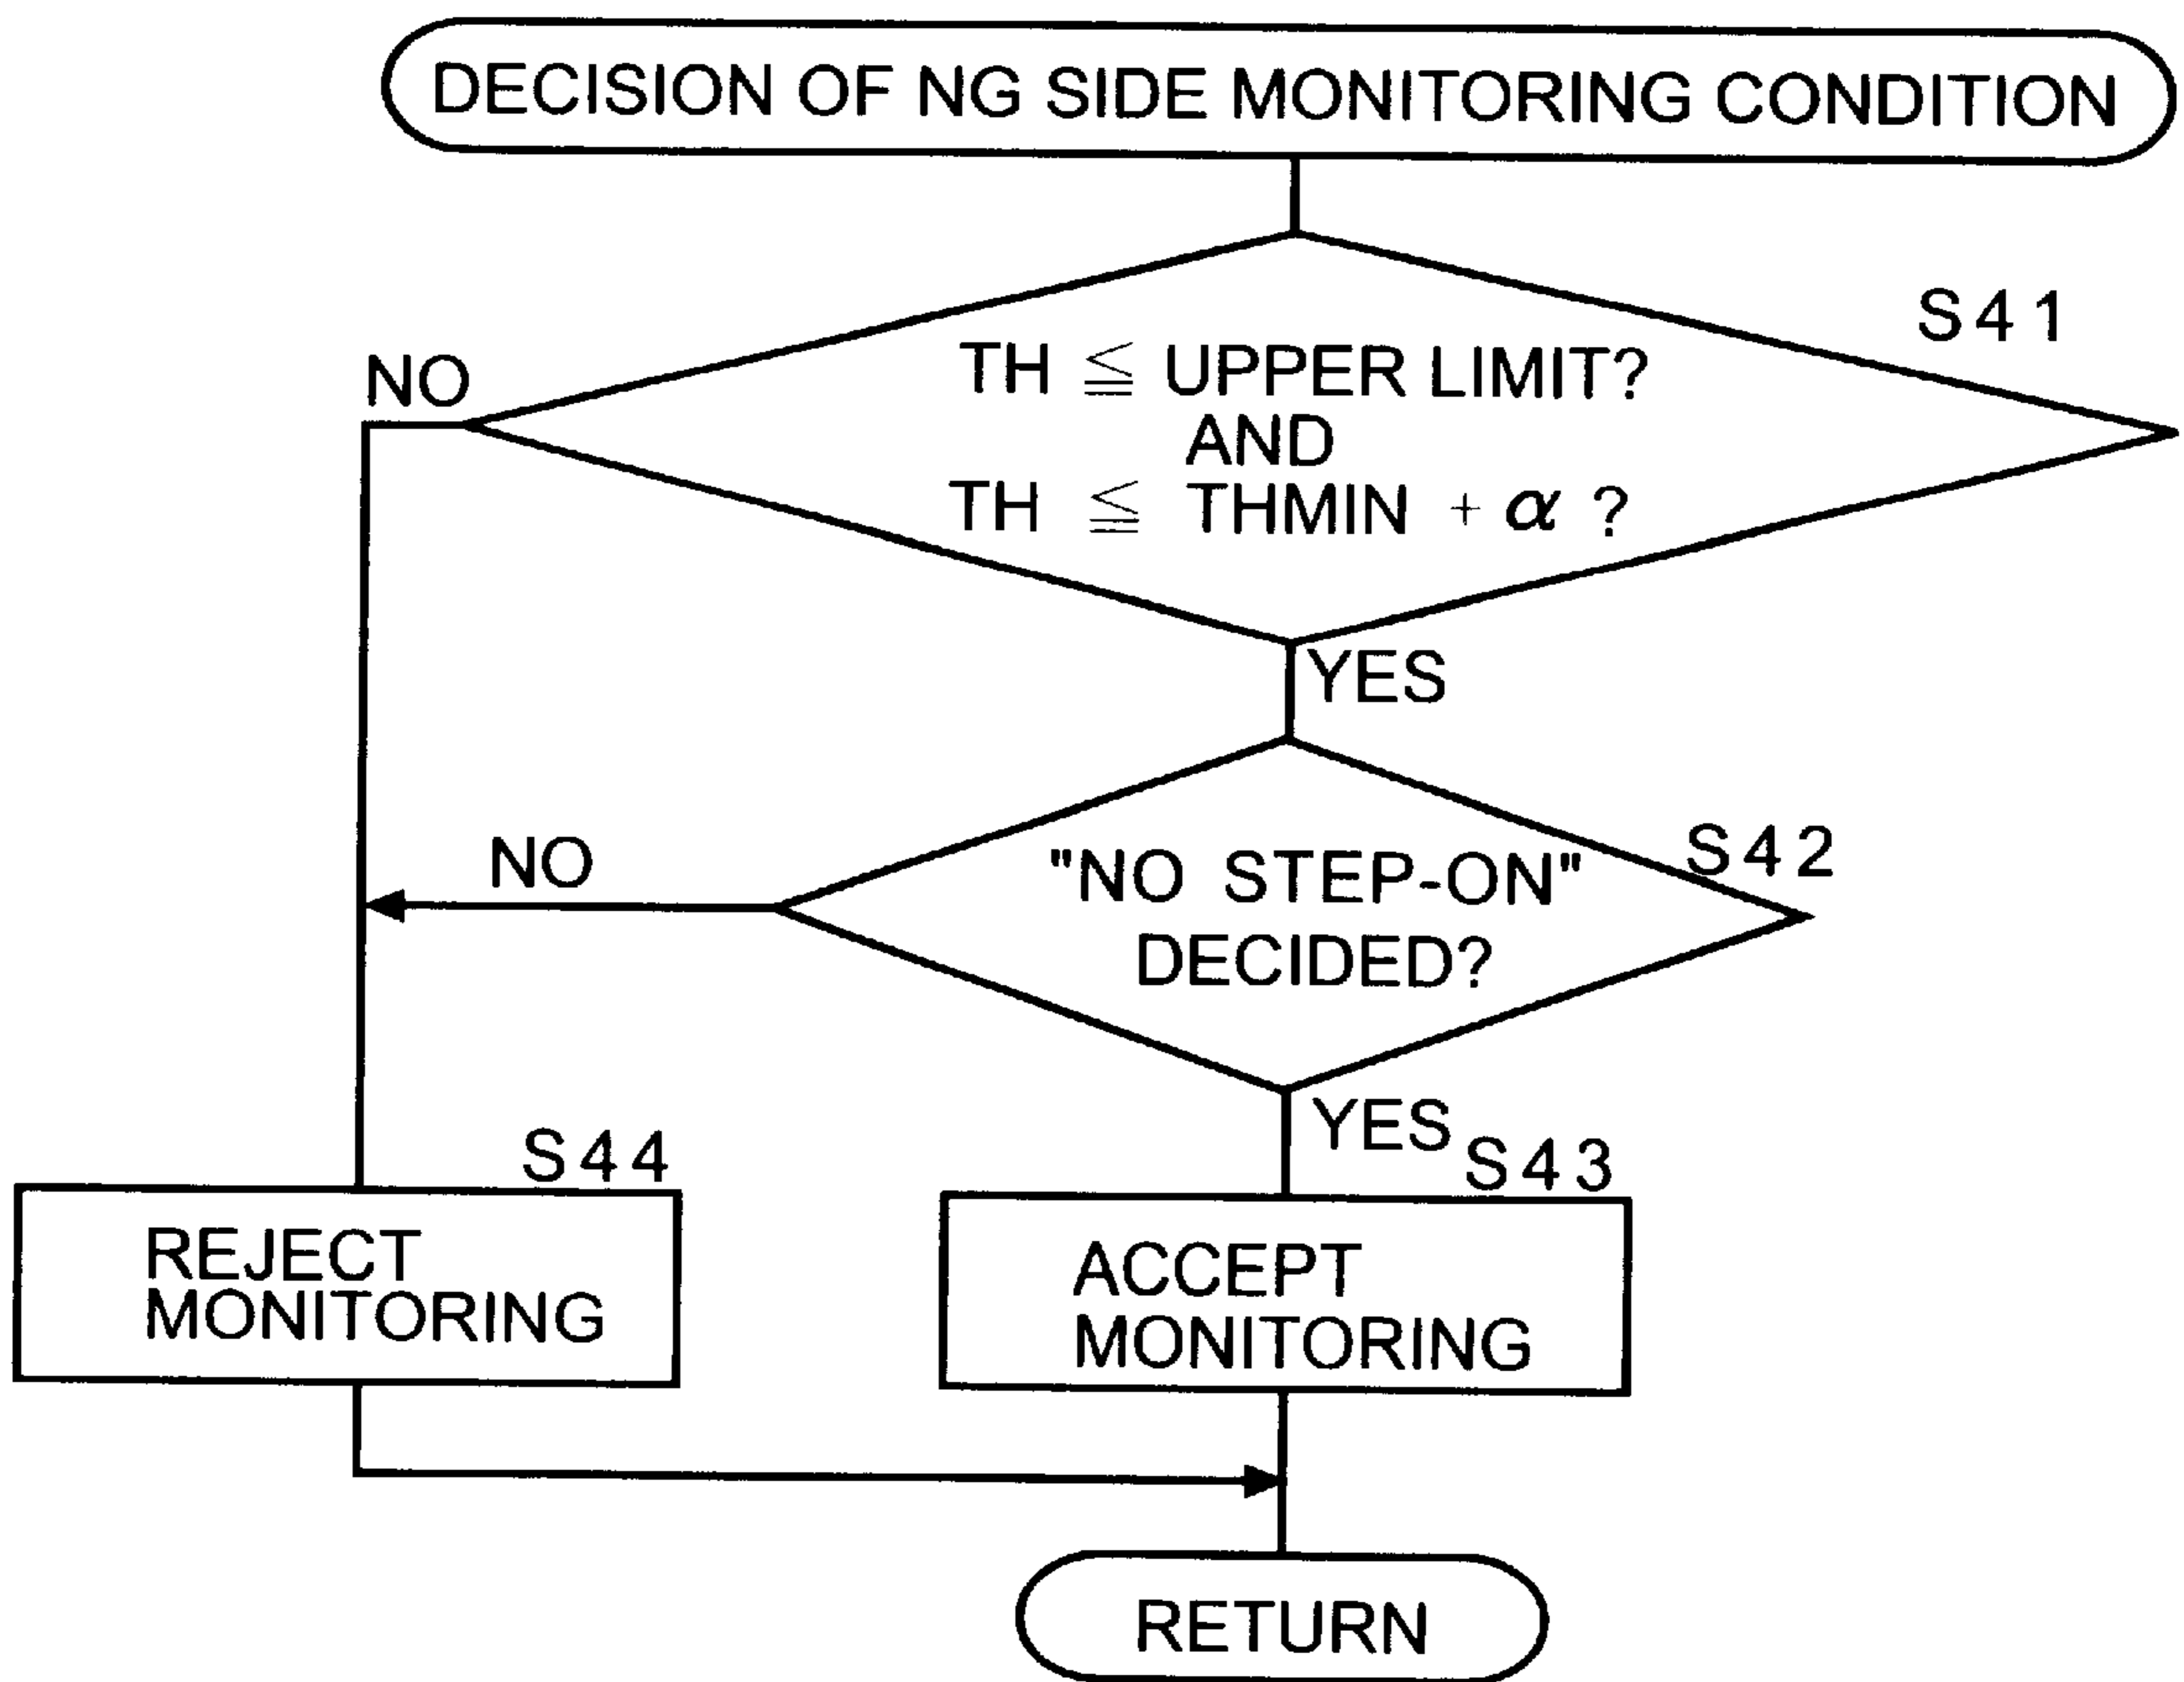 DECISION OF NG SIDE MONITORING CONDITION
S41
NO
TH ≦ UPPER LIMIT?
AND
TH ≦ THMIN + α ?
YES
S42
NO
"NO STEP-ON"
DECIDED?
YES
S44
S43
REJECT
MONITORING
ACCEPT
MONITORING
RETURN